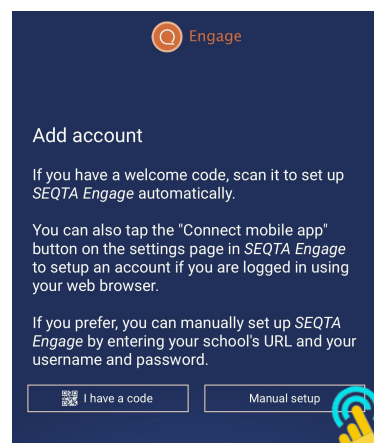 Engage
Add account
If you have a welcome code, scan it to set up
SEQTA Engage automatically.
You can also tap the "Connect mobile app"
button on the settings page in SEQTA Engage
to setup an account if you are logged in using
your web browser.
If you prefer, you can manually set up SEQTA
Engage by entering your school's URL and your
username and password.
I have a code
Manual setup